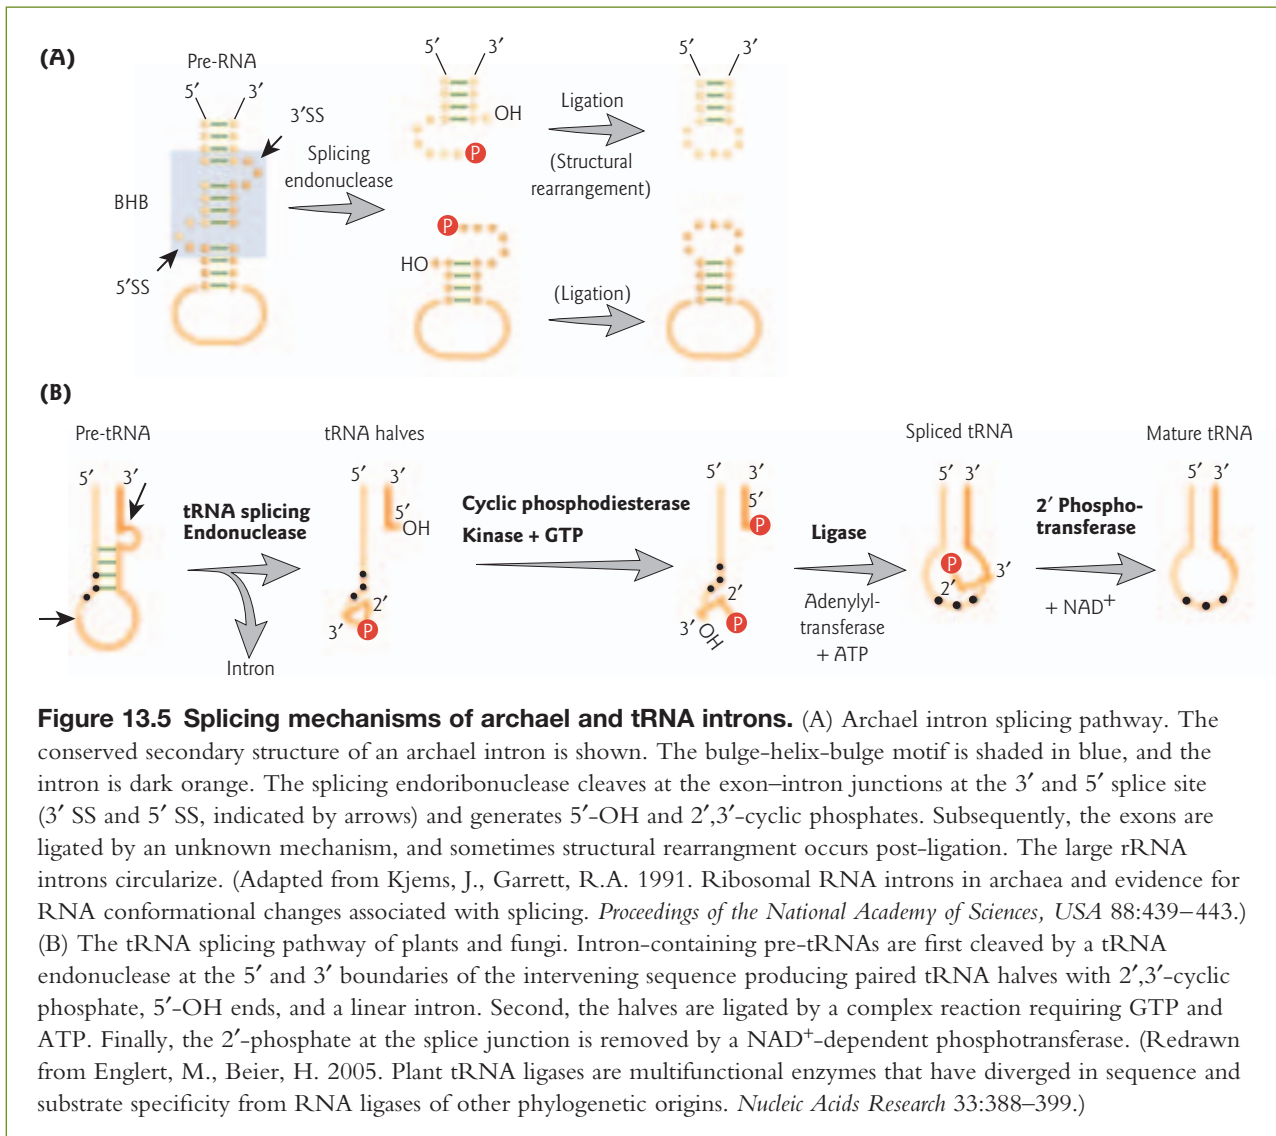 (A)
Pre-RNA
5′ 3′
3′SS
BHB
5′SS
Splicing
endonuclease
5′ 3′
OH
P
P
HO
Ligation
(Structural
rearrangement)
(Ligation)
5′ 3′
(B)
Pre-tRNA
5′ 3′
tRNA splicing
Endonuclease
Intron
tRNA halves
5′ 3′
5′
OH
2′
3′
P
Cyclic phosphodiesterase
Kinase + GTP
5′ 3′
5′
P
2′
3′ OH
P
Ligase
Adenylyl-
transferase
+ ATP
Spliced tRNA
5′ 3′
P
2′
3′
2′ Phospho-
transferase
+ NAD⁺
Mature tRNA
5′ 3′
Figure 13.5 Splicing mechanisms of archael and tRNA introns. (A) Archael intron splicing pathway. The
conserved secondary structure of an archael intron is shown. The bulge-helix-bulge motif is shaded in blue, and the
intron is dark orange. The splicing endoribonuclease cleaves at the exon–intron junctions at the 3′ and 5′ splice site
(3′ SS and 5′ SS, indicated by arrows) and generates 5′-OH and 2′,3′-cyclic phosphates. Subsequently, the exons are
ligated by an unknown mechanism, and sometimes structural rearrangment occurs post-ligation. The large rRNA
introns circularize. (Adapted from Kjems, J., Garrett, R.A. 1991. Ribosomal RNA introns in archaea and evidence for
RNA conformational changes associated with splicing. Proceedings of the National Academy of Sciences, USA 88:439–443.)
(B) The tRNA splicing pathway of plants and fungi. Intron-containing pre-tRNAs are first cleaved by a tRNA
endonuclease at the 5′ and 3′ boundaries of the intervening sequence producing paired tRNA halves with 2′,3′-cyclic
phosphate, 5′-OH ends, and a linear intron. Second, the halves are ligated by a complex reaction requiring GTP and
ATP. Finally, the 2′-phosphate at the splice junction is removed by a NAD⁺-dependent phosphotransferase. (Redrawn
from Englert, M., Beier, H. 2005. Plant tRNA ligases are multifunctional enzymes that have diverged in sequence and
substrate specificity from RNA ligases of other phylogenetic origins. Nucleic Acids Research 33:388–399.)